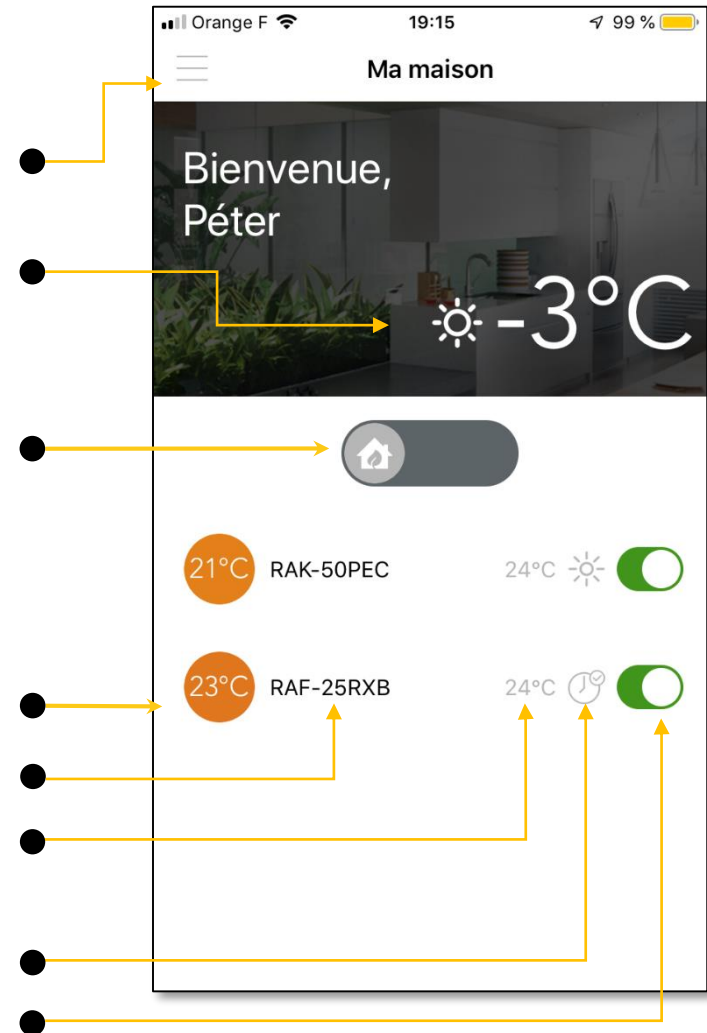 Orange F 19:15 99 %
Ma maison
Bienvenue,
Péter
-3°C
21°C RAK-50PEC 24°C
23°C RAF-25RXB 24°C